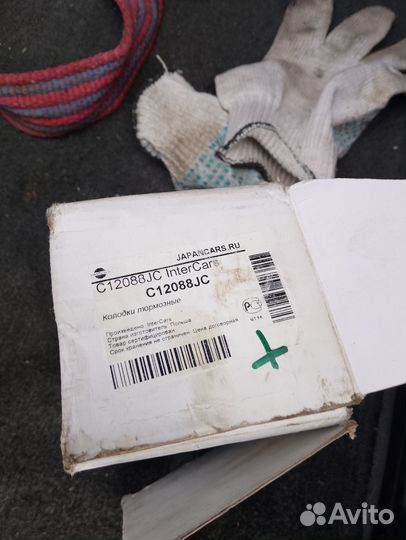 JAPANCARS.RU
C12088JC InterCars
C12088JC
Колодки тормозные
Произведено: InterCars
Страна изготовитель: Польша
Товар сертифицирован.
Срок хранения не ограничен. Цена договорная.
Avito